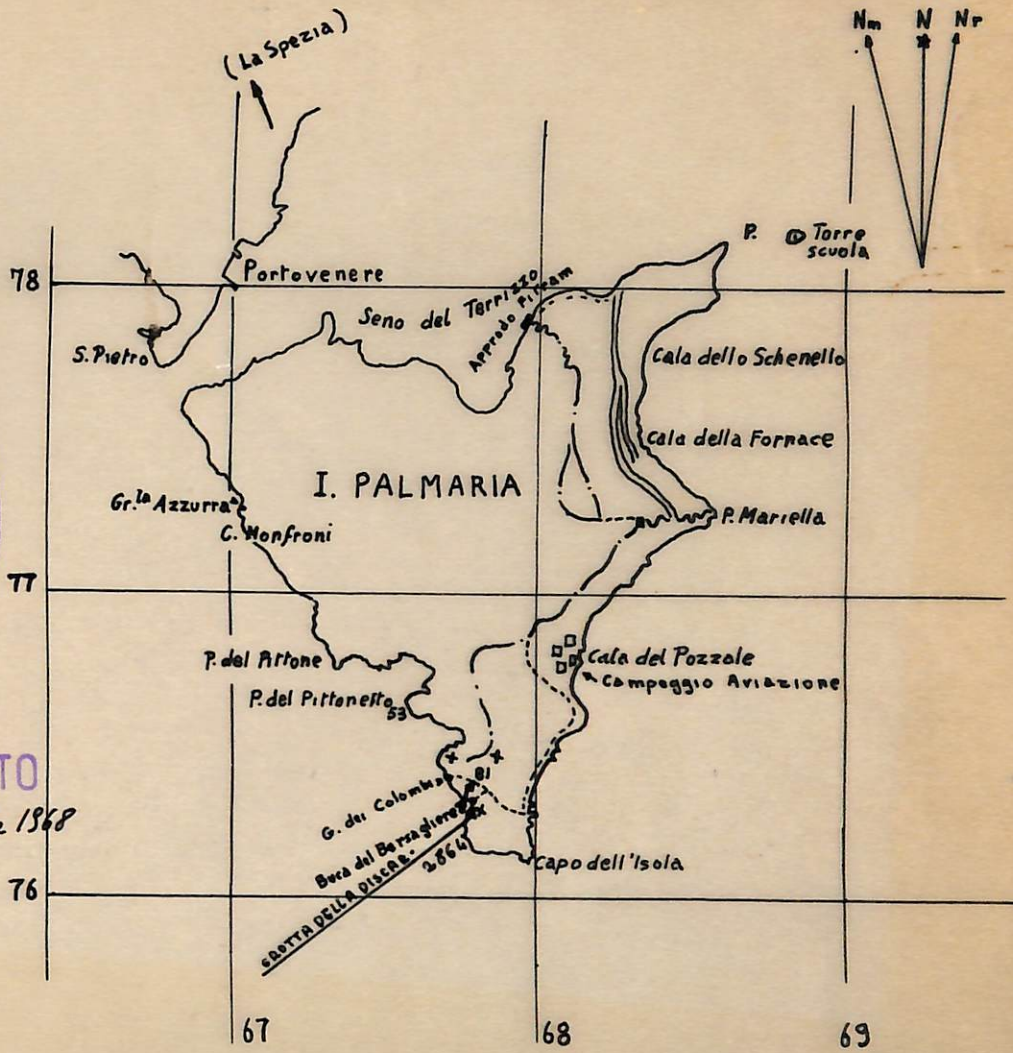 Nm N Nr
(La Spezia)
P. Torre
scuola
78
Portovenere
Seno del Terrizzo
Approdo Pirram
S. Pietro
Cala dello Schenello
Cala della Fornace
I. PALMARIA
Gr.ta Azzurra
P. Mariella
C. Monfroni
77
P. del Pittone
Cala del Pozzale
Campeggio Aviazione
P. del Pittonetto
53
TO
1968
81
G. dei Colombi
Buca del Bersagliere
GROTTA DELLA DISCAR.
2864
Capo dell'Isola
76
67
68
69